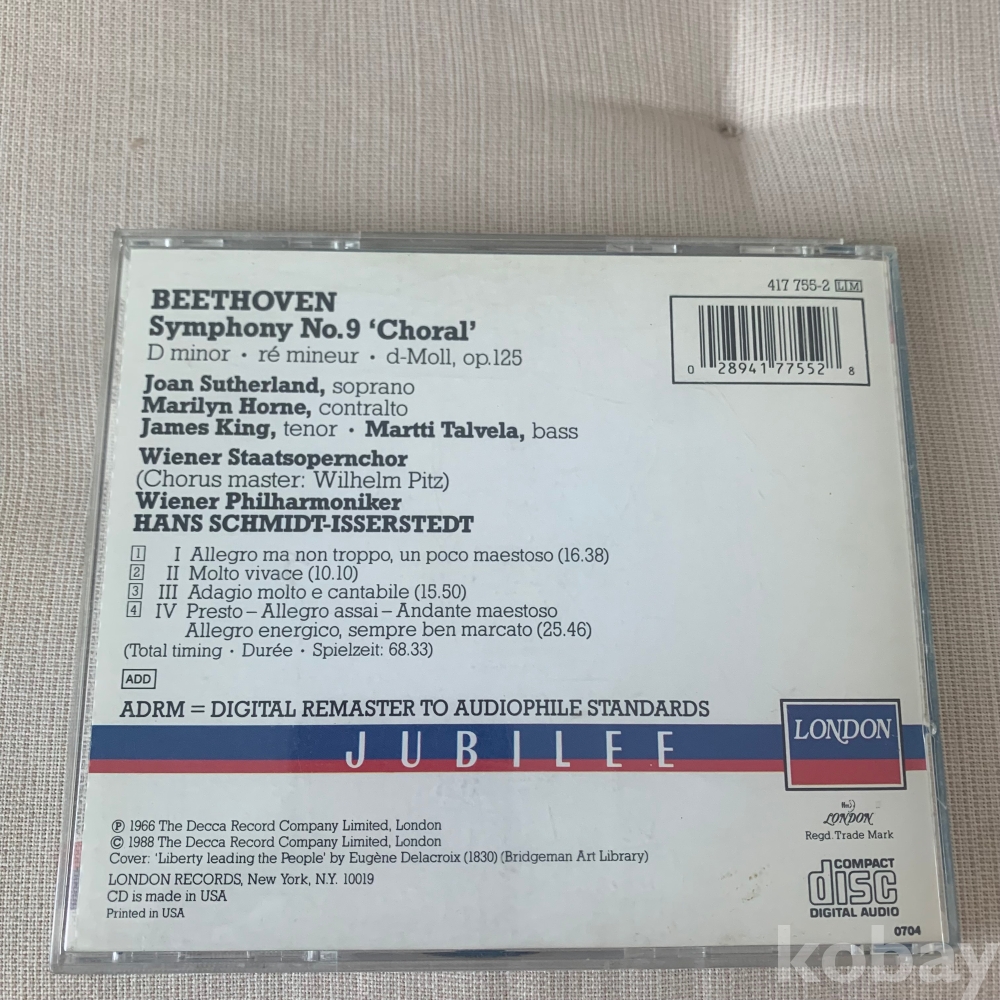 417 755-2 LIM
BEETHOVEN
Symphony No.9 ‘Choral’
D minor · ré mineur · d-Moll, op.125
0 28941 77552 8
Joan Sutherland, soprano
Marilyn Horne, contralto
James King, tenor · Martti Talvela, bass
Wiener Staatsopernchor
(Chorus master: Wilhelm Pitz)
Wiener Philharmoniker
HANS SCHMIDT-ISSERSTEDT
1 I Allegro ma non troppo, un poco maestoso (16.38)
2 II Molto vivace (10.10)
3 III Adagio molto e cantabile (15.50)
4 IV Presto – Allegro assai – Andante maestoso
Allegro energico, sempre ben marcato (25.46)
(Total timing · Durée · Spielzeit: 68.33)
ADD
ADRM = DIGITAL REMASTER TO AUDIOPHILE STANDARDS
JUBILEE
LONDON
LONDON
Regd. Trade Mark
℗ 1966 The Decca Record Company Limited, London
© 1988 The Decca Record Company Limited, London
Cover: ‘Liberty leading the People’ by Eugène Delacroix (1830) (Bridgeman Art Library)
LONDON RECORDS, New York, N.Y. 10019
CD is made in USA
Printed in USA
COMPACT
disc
DIGITAL AUDIO
0704
kobay